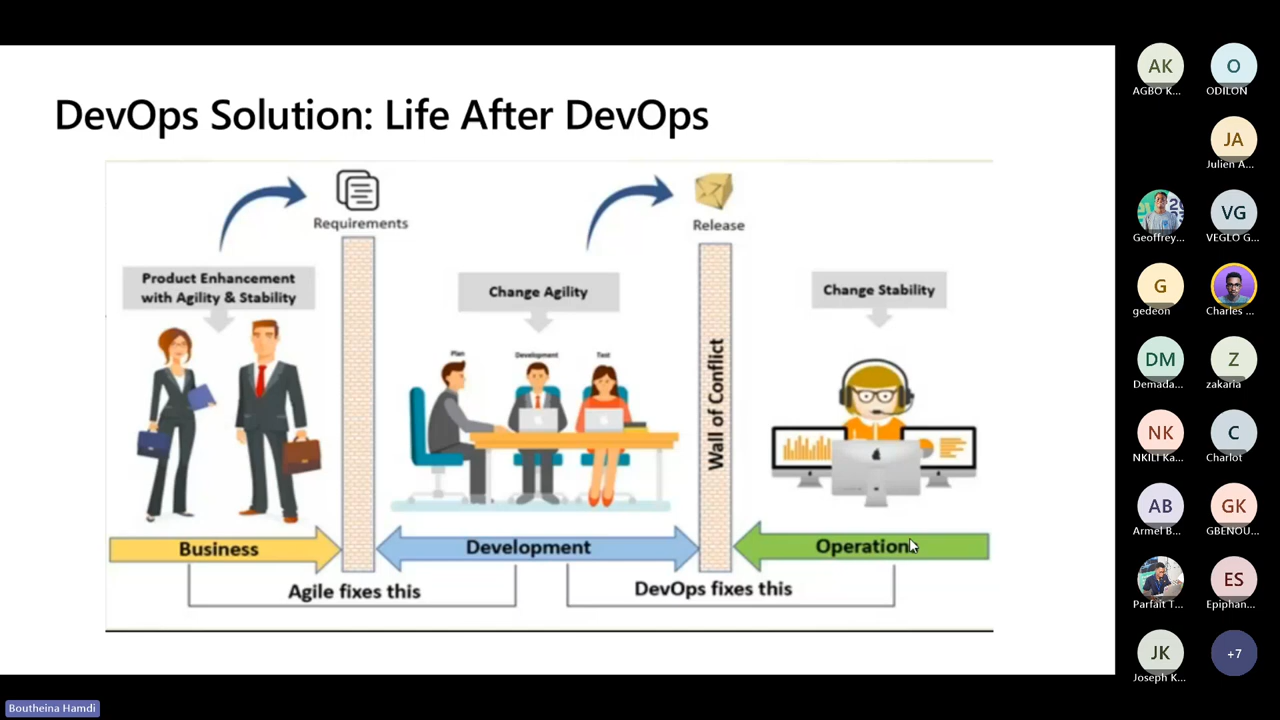 DevOps Solution: Life After DevOps
Requirements
Release
Product Enhancement
with Agility & Stability
Change Agility
Change Stability
Plan
Development
Test
Wall of Conflict
Business
Development
Operation
Agile fixes this
DevOps fixes this
AK
AGBO K...
O
ODILON
JA
Julien A...
Geoffrey...
VG
VEGLO G...
G
gedeon
Charles ...
DM
Demada...
Z
zakaria
NK
NKILI Ka...
C
Charlot
AB
Armel B...
GK
GBENOU...
Parfait T...
ES
Epiphan...
JK
Joseph K...
+7
Boutheina Hamdi